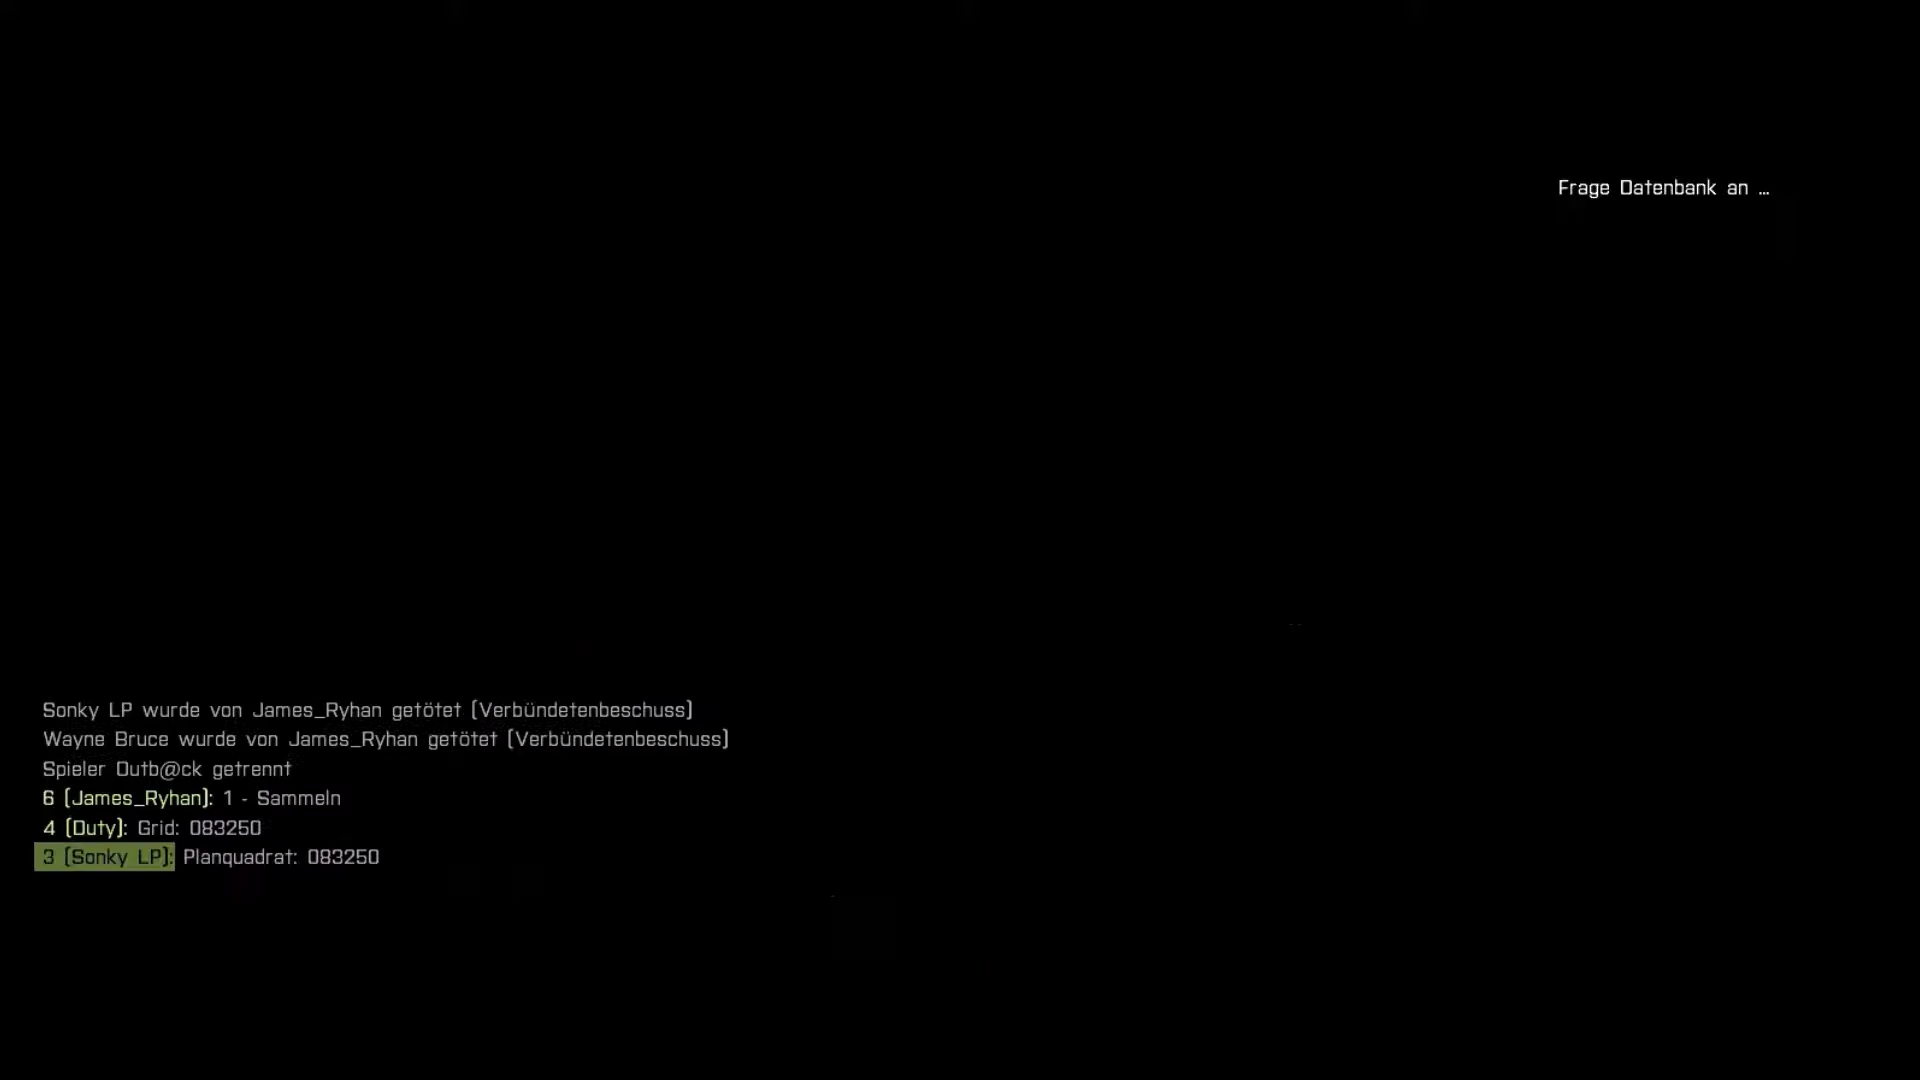 Frage Datenbank an ...
Sonky LP wurde von James_Ryhan getötet (Verbündetenbeschuss)
Wayne Bruce wurde von James_Ryhan getötet (Verbündetenbeschuss)
Spieler Outb@ck getrennt
6 (James_Ryhan): 1 - Sammeln
4 (Duty): Grid: 083250
3 (Sonky LP): Planquadrat: 083250